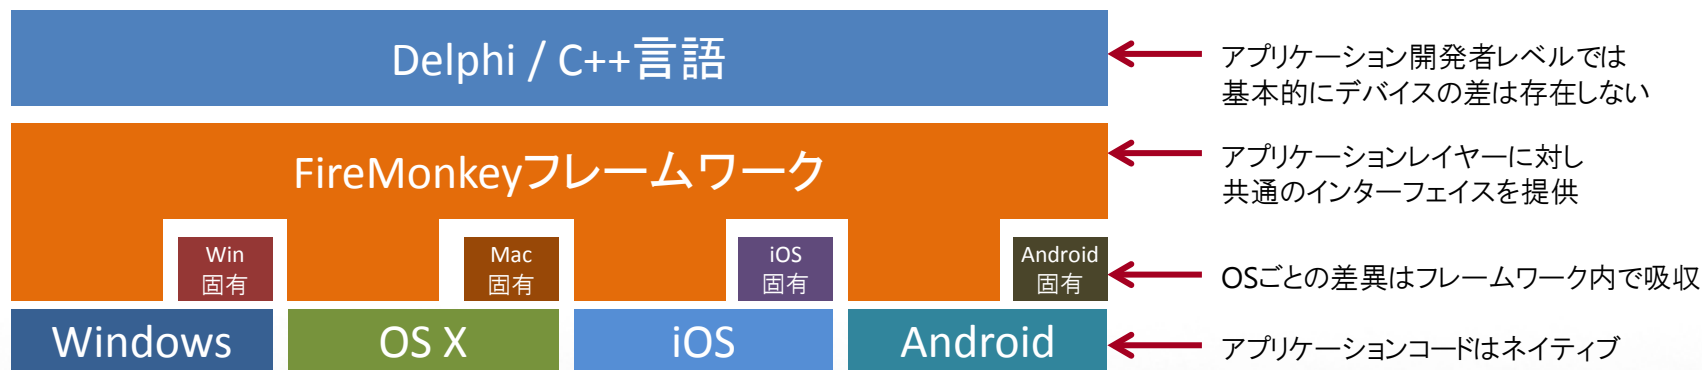 Delphi / C++言語
アプリケーション開発者レベルでは
基本的にデバイスの差は存在しない
FireMonkeyフレームワーク
アプリケーションレイヤーに対し
共通のインターフェイスを提供
Win
固有
Mac
固有
iOS
固有
Android
固有
OSごとの差異はフレームワーク内で吸収
Windows
OS X
iOS
Android
アプリケーションコードはネイティブ